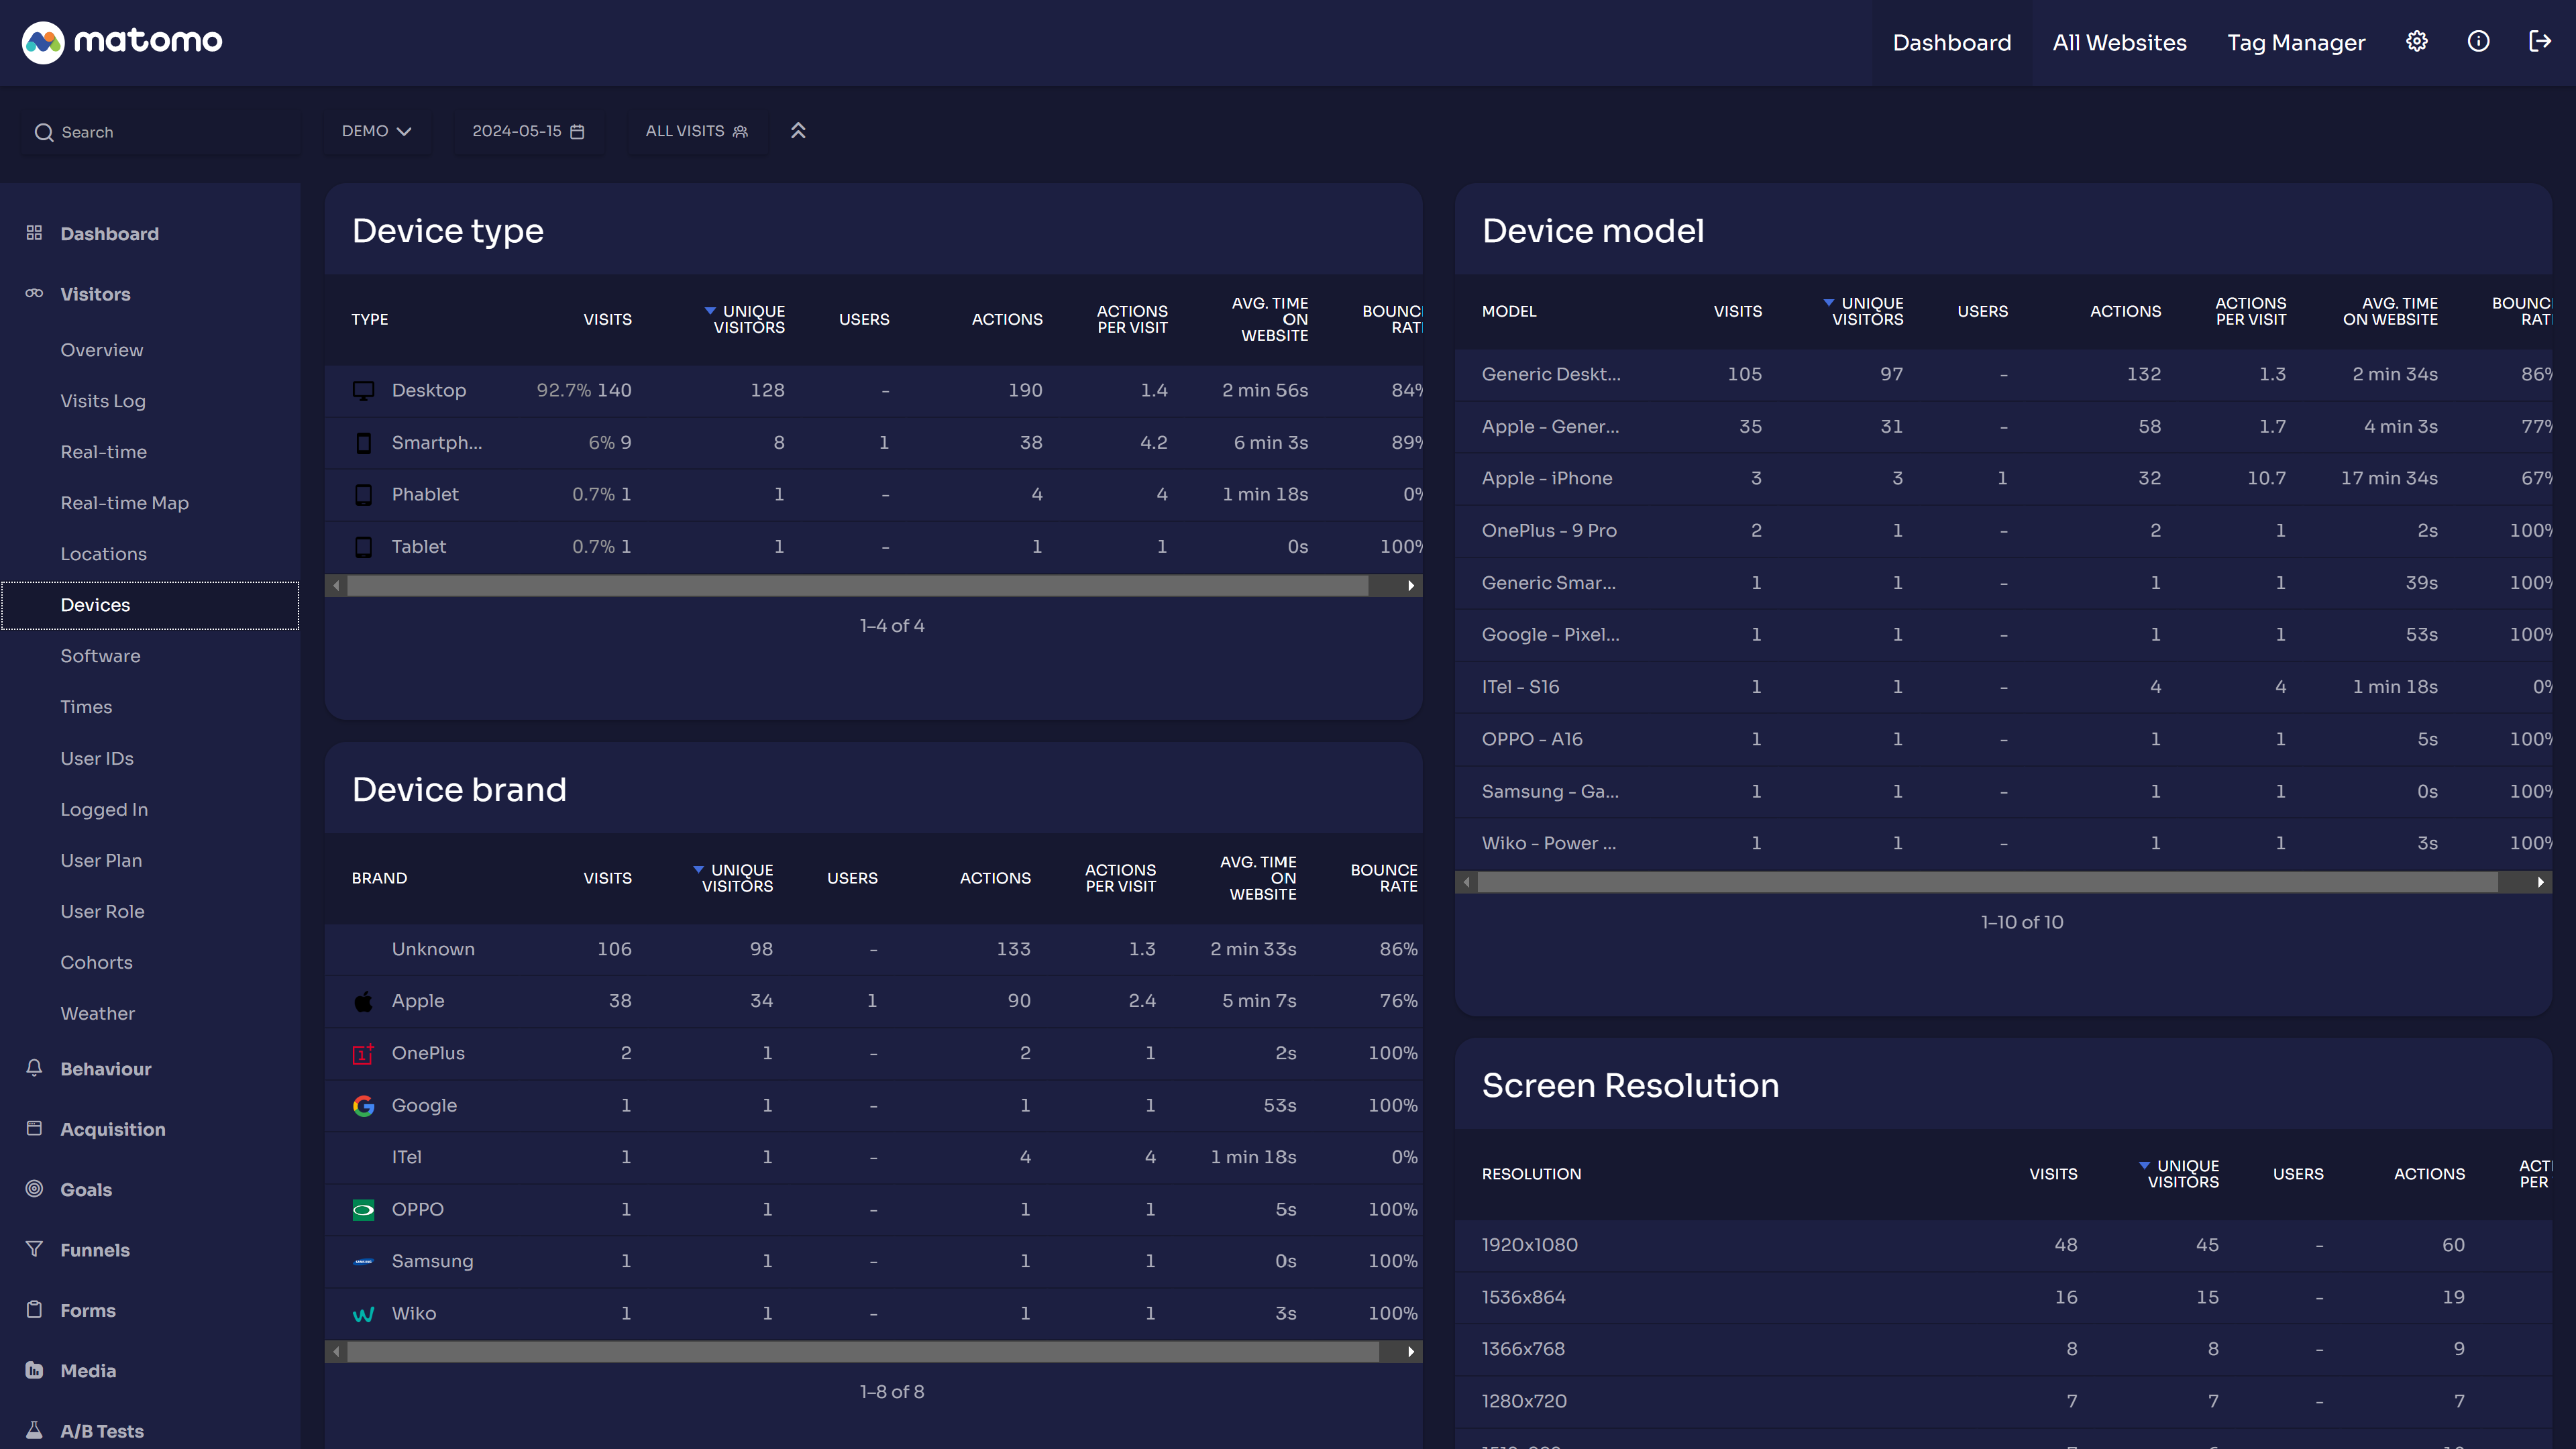 matomo
Dashboard All Websites Tag Manager
Search
DEMO 2024-05-15 ALL VISITS
Dashboard
Visitors
Overview
Visits Log
Real-time
Real-time Map
Locations
Devices
Software
Times
User IDs
Logged In
User Plan
User Role
Cohorts
Weather
Behaviour
Acquisition
Goals
Funnels
Forms
Media
A/B Tests
Device type
TYPE VISITS UNIQUE VISITORS USERS ACTIONS ACTIONS PER VISIT AVG. TIME ON WEBSITE BOUNCE RATE
Desktop 92.7% 140 128 - 190 1.4 2 min 56s 84%
Smartph... 6% 9 8 1 38 4.2 6 min 3s 89%
Phablet 0.7% 1 1 - 4 4 1 min 18s 0%
Tablet 0.7% 1 1 - 1 1 0s 100%
1–4 of 4
Device brand
BRAND VISITS UNIQUE VISITORS USERS ACTIONS ACTIONS PER VISIT AVG. TIME ON WEBSITE BOUNCE RATE
Unknown 106 98 - 133 1.3 2 min 33s 86%
Apple 38 34 1 90 2.4 5 min 7s 76%
OnePlus 2 1 - 2 1 2s 100%
Google 1 1 - 1 1 53s 100%
ITel 1 1 - 4 4 1 min 18s 0%
OPPO 1 1 - 1 1 5s 100%
Samsung 1 1 - 1 1 0s 100%
Wiko 1 1 - 1 1 3s 100%
1–8 of 8
Device model
MODEL VISITS UNIQUE VISITORS USERS ACTIONS ACTIONS PER VISIT AVG. TIME ON WEBSITE BOUNCE RATE
Generic Deskt... 105 97 - 132 1.3 2 min 34s 86%
Apple - Gener... 35 31 - 58 1.7 4 min 3s 77%
Apple - iPhone 3 3 1 32 10.7 17 min 34s 67%
OnePlus - 9 Pro 2 1 - 2 1 2s 100%
Generic Smar... 1 1 - 1 1 39s 100%
Google - Pixel... 1 1 - 1 1 53s 100%
ITel - S16 1 1 - 4 4 1 min 18s 0%
OPPO - A16 1 1 - 1 1 5s 100%
Samsung - Ga... 1 1 - 1 1 0s 100%
Wiko - Power ... 1 1 - 1 1 3s 100%
1–10 of 10
Screen Resolution
RESOLUTION VISITS UNIQUE VISITORS USERS ACTIONS ACTI PER
1920x1080 48 45 - 60
1536x864 16 15 - 19
1366x768 8 8 - 9
1280x720 7 7 - 7